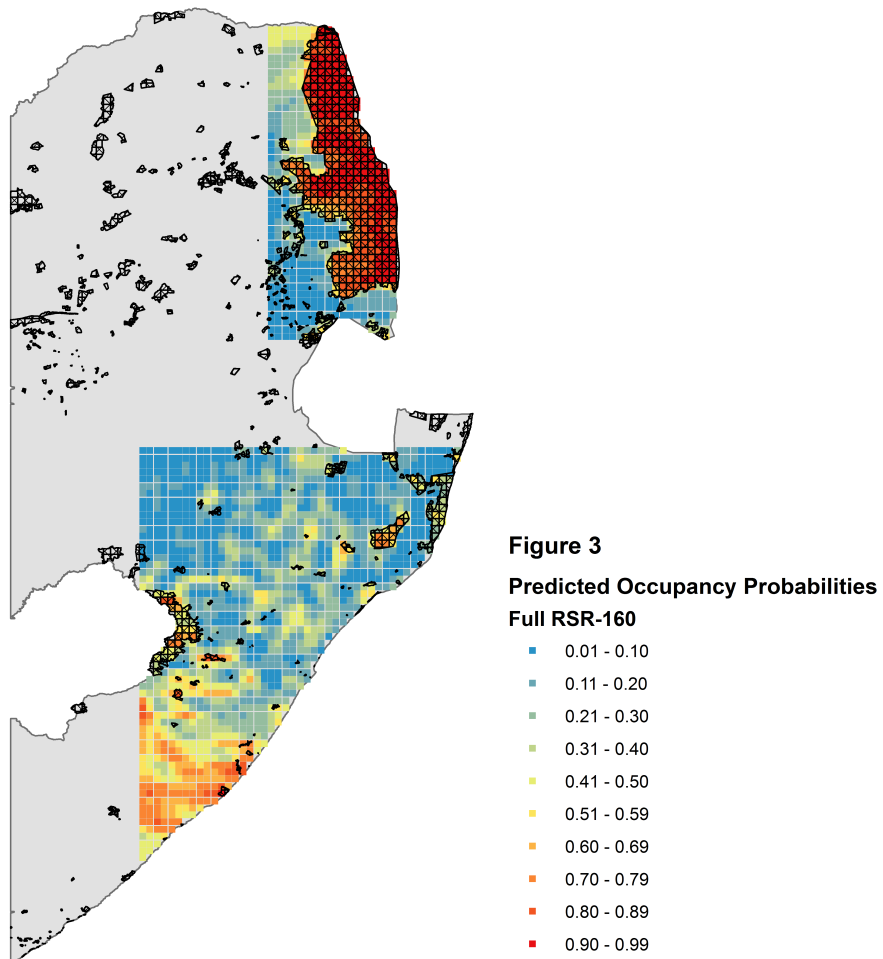 Figure 3
Predicted Occupancy Probabilities
Full RSR-160
0.01 - 0.10
0.11 - 0.20
0.21 - 0.30
0.31 - 0.40
0.41 - 0.50
0.51 - 0.59
0.60 - 0.69
0.70 - 0.79
0.80 - 0.89
0.90 - 0.99